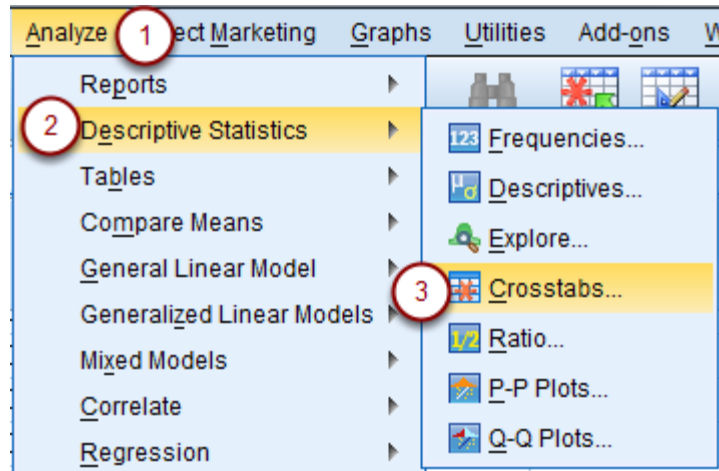 Analyze 1 ect Marketing Graphs Utilities Add-ons W
Reports
2 Descriptive Statistics
Tables
Compare Means
General Linear Model
Generalized Linear Models
Mixed Models
Correlate
Regression
123 Frequencies...
μσ Descriptives...
Explore...
3 Crosstabs...
1/2 Ratio...
P-P Plots...
Q-Q Plots...